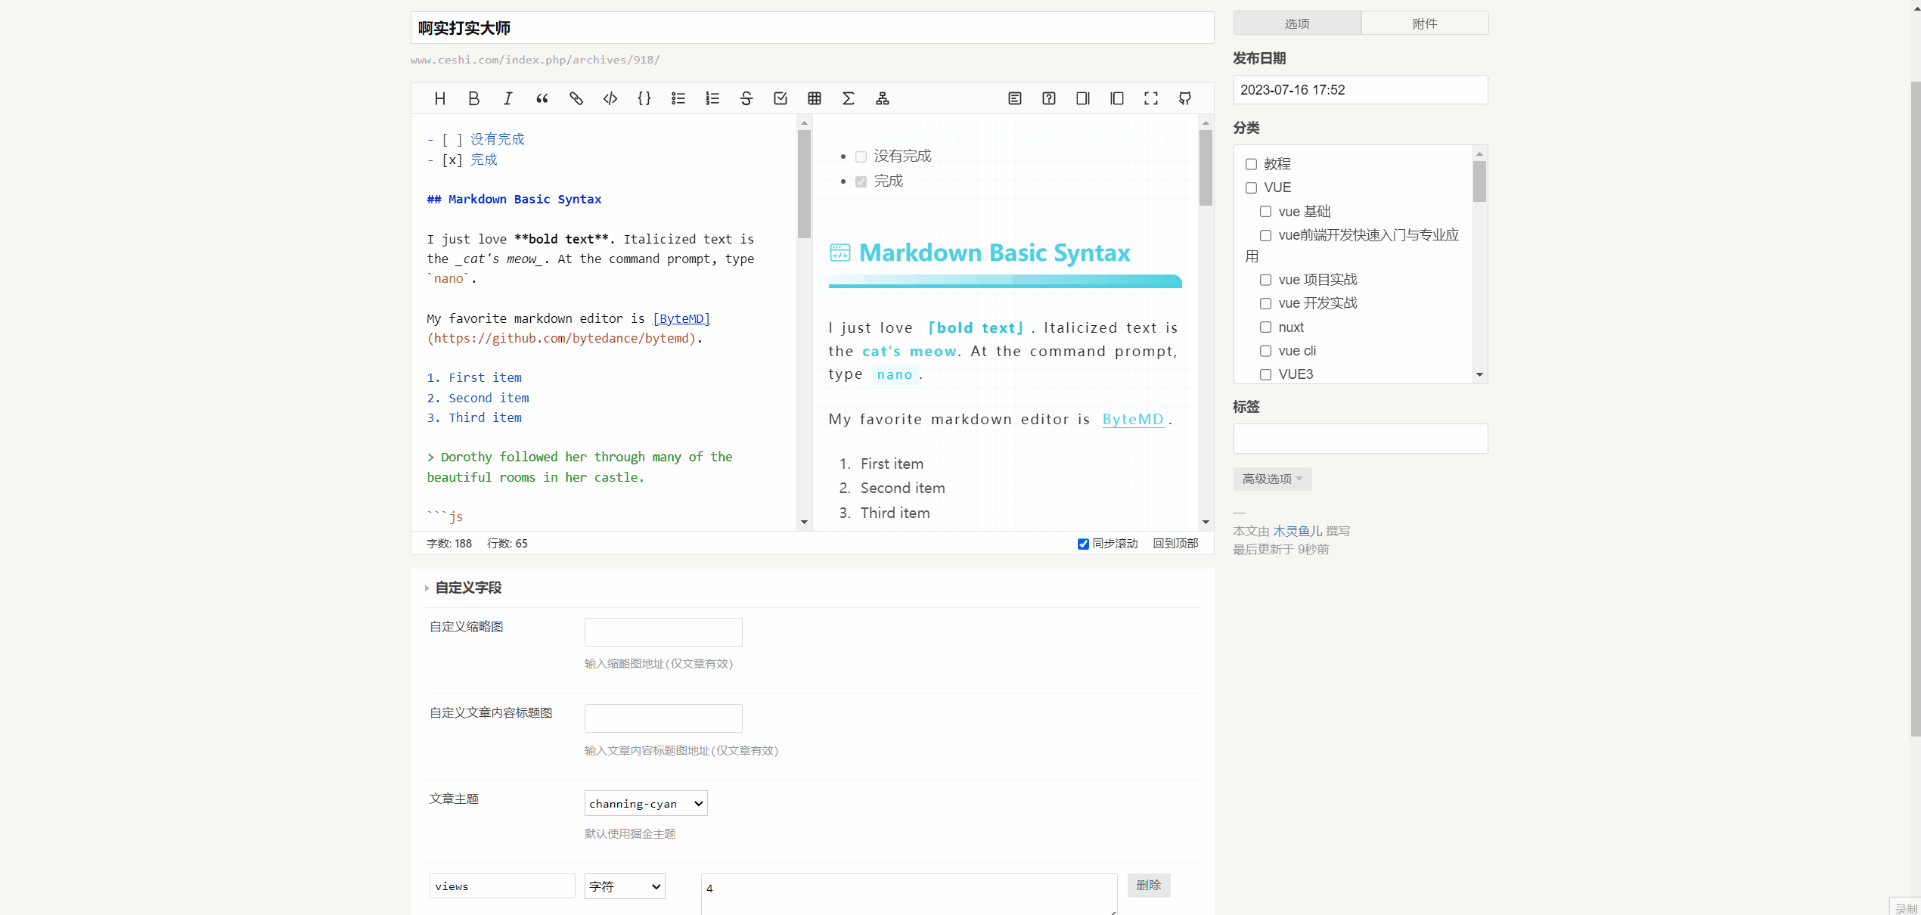 啊实打实大师
www.ceshi.com/index.php/archives/918/
- [ ] 没有完成
- [x] 完成
## Markdown Basic Syntax
I just love **bold text**. Italicized text is
the _cat's meow_. At the command prompt, type
`nano`.
My favorite markdown editor is [ByteMD]
(https://github.com/bytedance/bytemd).
1. First item
2. Second item
3. Third item
> Dorothy followed her through many of the
beautiful rooms in her castle.
```js
没有完成
完成
Markdown Basic Syntax
I just love 「bold text」. Italicized text is
the cat's meow. At the command prompt,
type nano.
My favorite markdown editor is ByteMD.
1. First item
2. Second item
3. Third item
字数: 188 行数: 65
同步滚动 回到顶部
自定义字段
自定义缩略图
输入缩略图地址(仅文章有效)
自定义文章内容标题图
输入文章内容标题图地址(仅文章有效)
文章主题
channing-cyan
默认使用掘金主题
views 字符 4 删除
选项 附件
发布日期
2023-07-16 17:52
分类
教程
VUE
vue 基础
vue前端开发快速入门与专业应
用
vue 项目实战
vue 开发实战
nuxt
vue cli
VUE3
标签
高级选项
—
本文由 木灵鱼儿 撰写
最后更新于 9秒前
录制